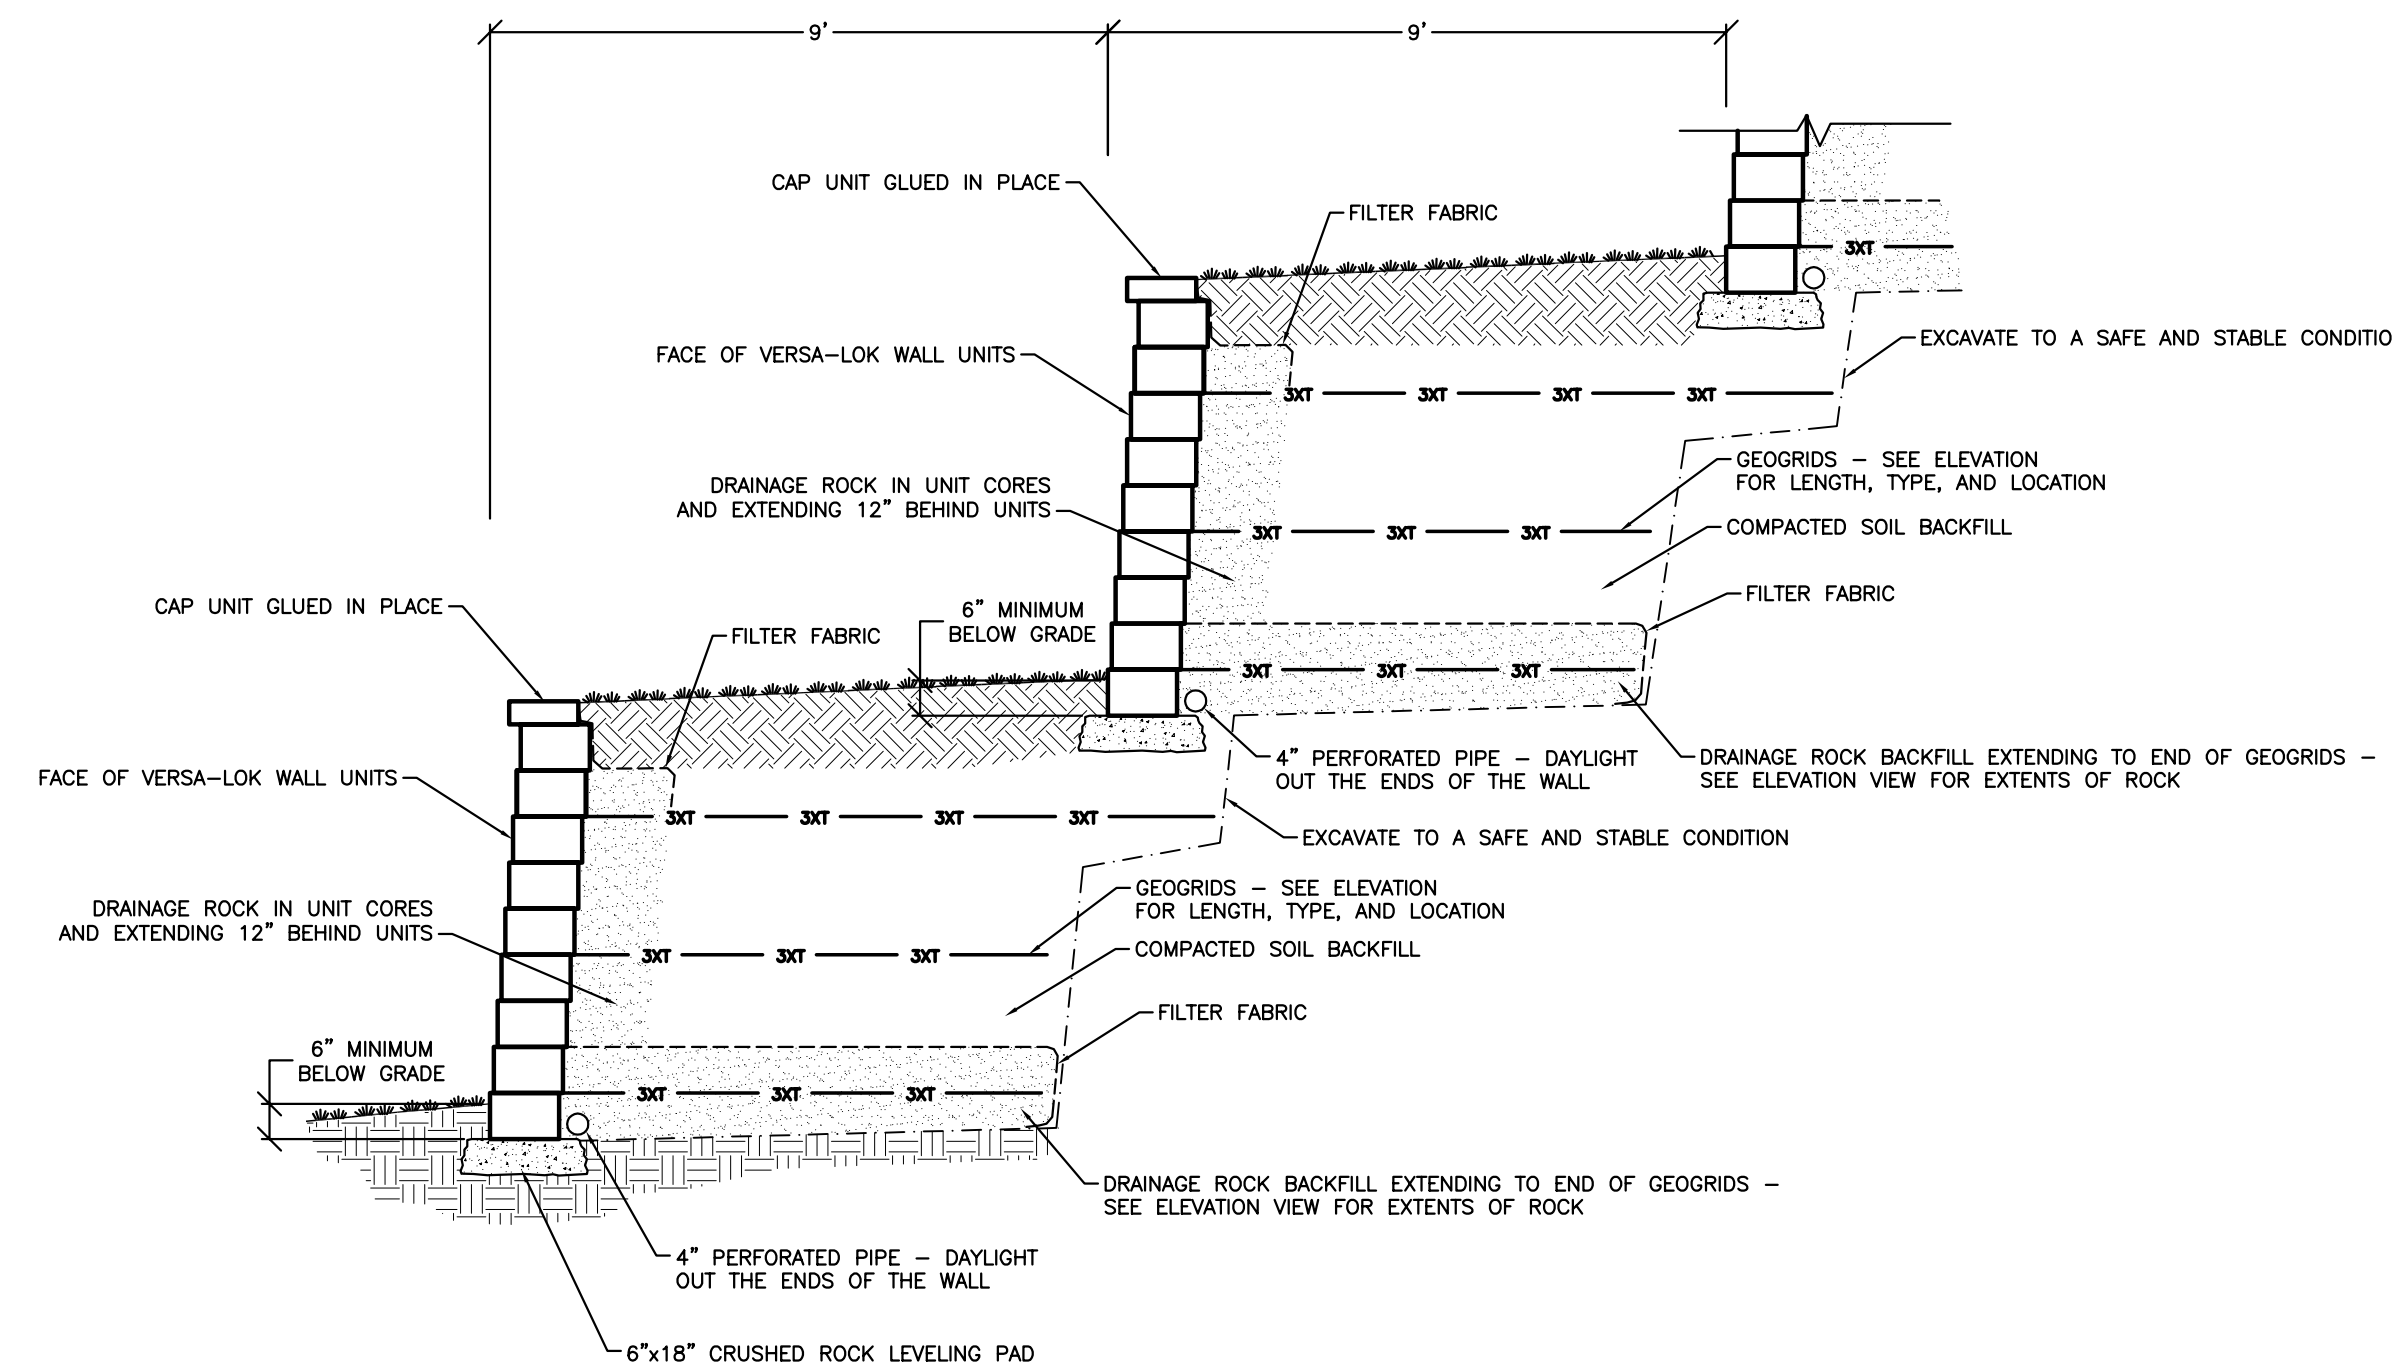 9’
9’
CAP UNIT GLUED IN PLACE
FILTER FABRIC
3XT
EXCAVATE TO A SAFE AND STABLE CONDITIO
FACE OF VERSA-LOK WALL UNITS
3XT 3XT 3XT 3XT
GEOGRIDS - SEE ELEVATION
FOR LENGTH, TYPE, AND LOCATION
DRAINAGE ROCK IN UNIT CORES
AND EXTENDING 12” BEHIND UNITS
3XT 3XT 3XT
COMPACTED SOIL BACKFILL
FILTER FABRIC
6” MINIMUM
BELOW GRADE
CAP UNIT GLUED IN PLACE
FILTER FABRIC
3XT 3XT 3XT
4” PERFORATED PIPE - DAYLIGHT
OUT THE ENDS OF THE WALL
DRAINAGE ROCK BACKFILL EXTENDING TO END OF GEOGRIDS -
SEE ELEVATION VIEW FOR EXTENTS OF ROCK
FACE OF VERSA-LOK WALL UNITS
3XT 3XT 3XT 3XT
EXCAVATE TO A SAFE AND STABLE CONDITION
GEOGRIDS - SEE ELEVATION
FOR LENGTH, TYPE, AND LOCATION
DRAINAGE ROCK IN UNIT CORES
AND EXTENDING 12” BEHIND UNITS
3XT 3XT 3XT
COMPACTED SOIL BACKFILL
FILTER FABRIC
6” MINIMUM
BELOW GRADE
3XT 3XT 3XT
DRAINAGE ROCK BACKFILL EXTENDING TO END OF GEOGRIDS -
SEE ELEVATION VIEW FOR EXTENTS OF ROCK
4” PERFORATED PIPE - DAYLIGHT
OUT THE ENDS OF THE WALL
6”x18” CRUSHED ROCK LEVELING PAD